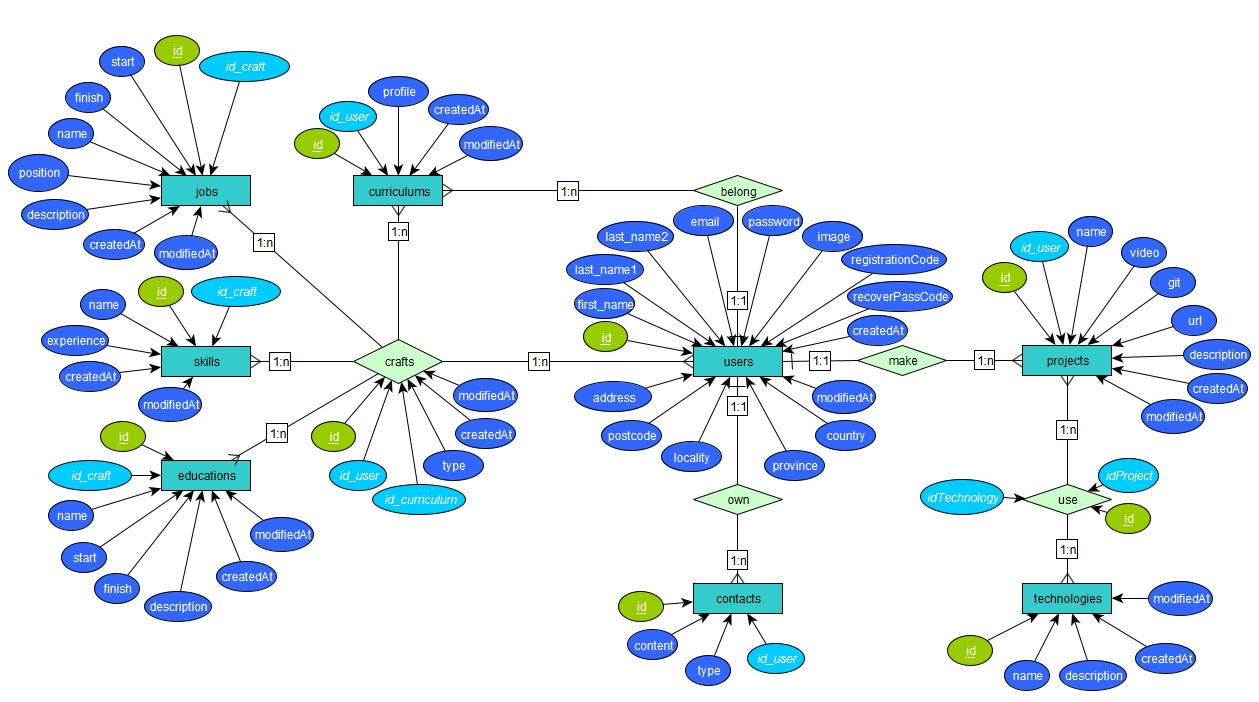 id
start
id_craft
finish
name
position
description
createdAt
modifiedAt
jobs
1:n
profile
id_user
createdAt
id
modifiedAt
curriculums
1:n
1:n
belong
email
password
last_name2
image
last_name1
registrationCode
first_name
recoverPassCode
id
createdAt
1:1
users
address
modifiedAt
postcode
country
locality
province
1:1
1:1
make
1:n
name
id_user
video
id
git
url
description
createdAt
modifiedAt
projects
id
id_craft
name
experience
createdAt
modifiedAt
skills
1:n
crafts
1:n
modifiedAt
id
createdAt
type
id_user
id_curriculum
1:n
id
id_craft
name
start
finish
description
createdAt
modifiedAt
educations
own
1:n
contacts
id
content
type
id_user
1:n
idProject
idTechnology
use
id
1:n
technologies
modifiedAt
id
createdAt
name
description